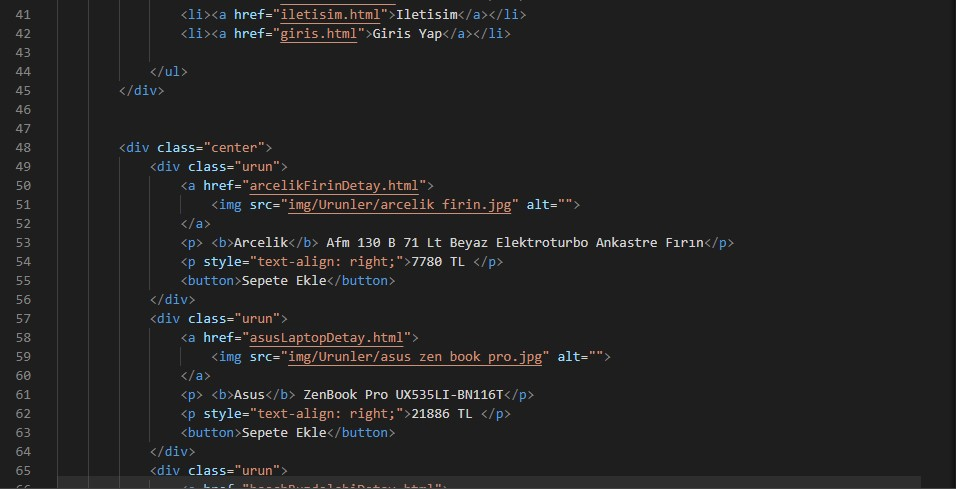 41 <li><a href="iletisim.html">Iletisim</a></li>
42 <li><a href="giris.html">Giris Yap</a></li>
43
44 </ul>
45 </div>
46
47
48 <div class="center">
49 <div class="urun">
50 <a href="arcelikFirinDetay.html">
51 <img src="img/Urunler/arcelik firin.jpg" alt="">
52 </a>
53 <p> <b>Arcelik</b> Afm 130 B 71 Lt Beyaz Elektroturbo Ankastre Fırın</p>
54 <p style="text-align: right;">7780 TL </p>
55 <button>Sepete Ekle</button>
56 </div>
57 <div class="urun">
58 <a href="asusLaptopDetay.html">
59 <img src="img/Urunler/asus zen book pro.jpg" alt="">
60 </a>
61 <p> <b>Asus</b> ZenBook Pro UX535LI-BN116T</p>
62 <p style="text-align: right;">21886 TL </p>
63 <button>Sepete Ekle</button>
64 </div>
65 <div class="urun">